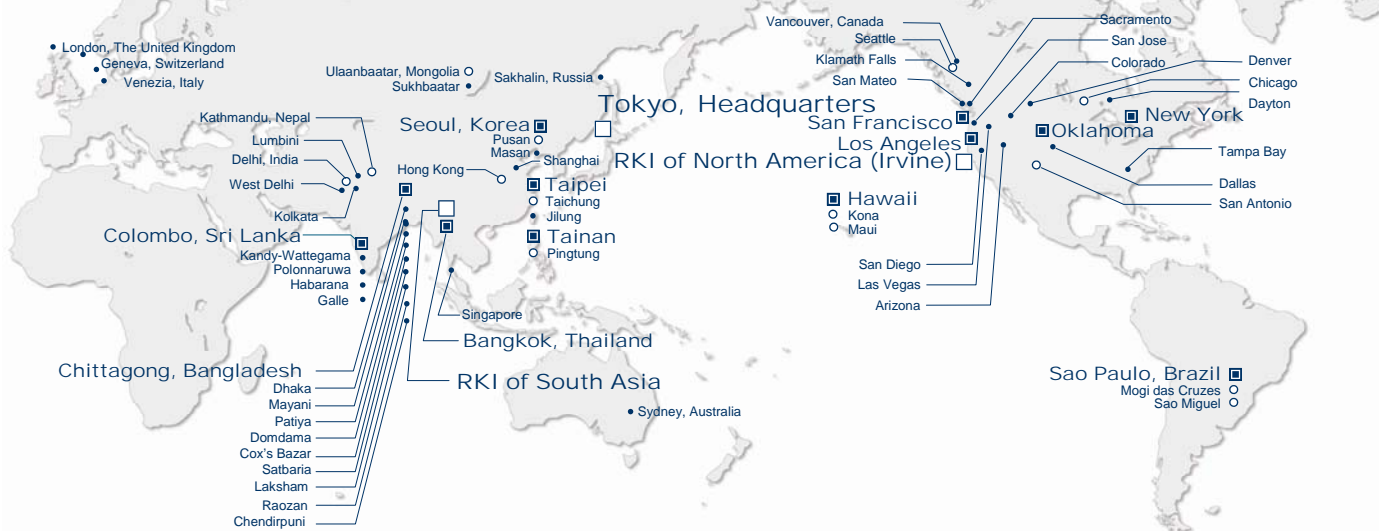 London, The United Kingdom
Geneva, Switzerland
Venezia, Italy
Ulaanbaatar, Mongolia
Sukhbaatar
Sakhalin, Russia
Tokyo, Headquarters
Kathmandu, Nepal
Lumbini
Delhi, India
West Delhi
Kolkata
Seoul, Korea
Pusan
Masan
Shanghai
Hong Kong
Taipei
Taichung
Jilung
Tainan
Pingtung
Colombo, Sri Lanka
Kandy-Wattegama
Polonnaruwa
Habarana
Galle
Singapore
Bangkok, Thailand
RKI of South Asia
Chittagong, Bangladesh
Dhaka
Mayani
Patiya
Domdama
Cox's Bazar
Satbaria
Laksham
Raozan
Chendirpuni
Sydney, Australia
Vancouver, Canada
Seattle
Klamath Falls
San Mateo
San Francisco
Los Angeles
RKI of North America (Irvine)
Hawaii
Kona
Maui
San Diego
Las Vegas
Arizona
Sacramento
San Jose
Colorado
Denver
Chicago
Dayton
New York
Oklahoma
Tampa Bay
Dallas
San Antonio
Sao Paulo, Brazil
Mogi das Cruzes
Sao Miguel